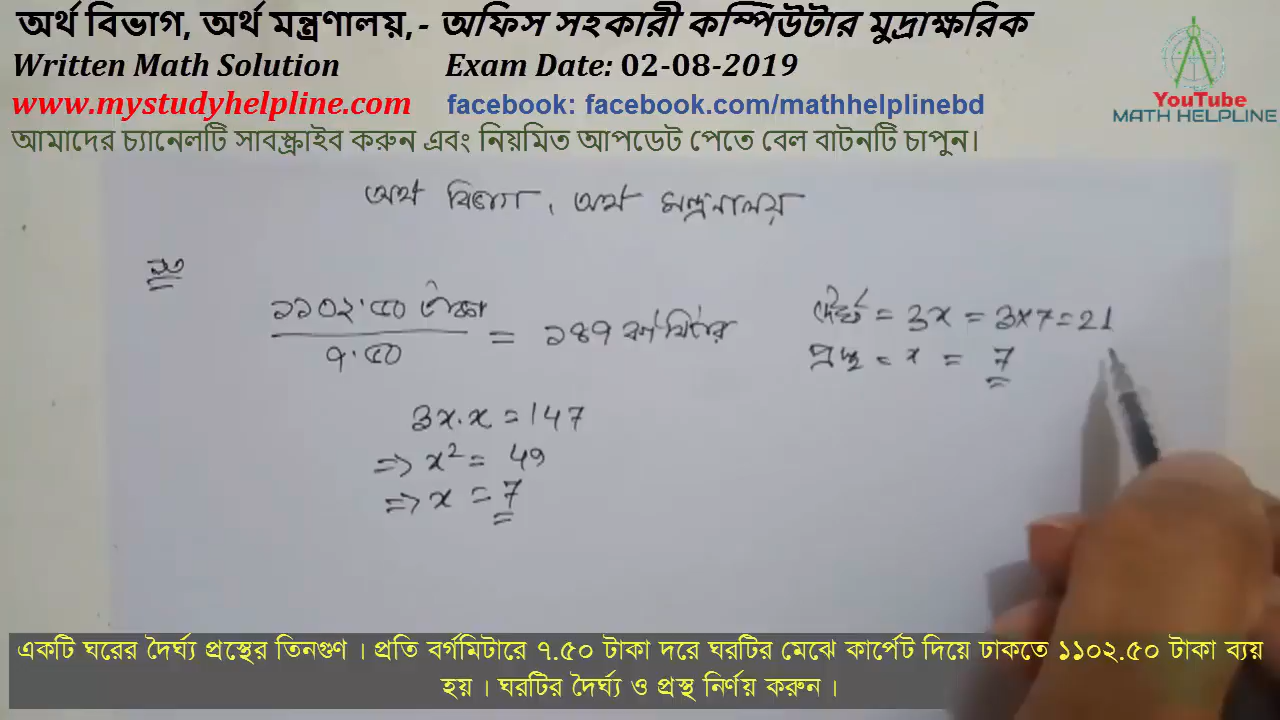 অর্থ বিভাগ, অর্থ মন্ত্রণালয়,- অফিস সহকারী কম্পিউটার মুদ্রাক্ষরিক
Written Math Solution Exam Date: 02-08-2019
www.mystudyhelpline.com facebook: facebook.com/mathhelplinebd
YouTube
MATH HELPLINE
আমাদের চ্যানেলটি সাবস্ক্রাইব করুন এবং নিয়মিত আপডেট পেতে বেল বাটনটি চাপুন।
অর্থ বিভাগ, অর্থ মন্ত্রনালয়
১১০২.৫০ টাকা
৭.৫০
= ১৪৭ বর্গ মিটার
দৈর্ঘ্য = 3x = 3x7=21
প্রস্থ = x = 7
3x.x = 147
=> x² = 49
=> x = 7
একটি ঘরের দৈর্ঘ্য প্রস্থের তিনগুণ । প্রতি বর্গমিটারে ৭.৫০ টাকা দরে ঘরটির মেঝে কার্পেট দিয়ে ঢাকতে ১১০২.৫০ টাকা ব্যয়
হয় । ঘরটির দৈর্ঘ্য ও প্রস্থ নির্ণয় করুন ।